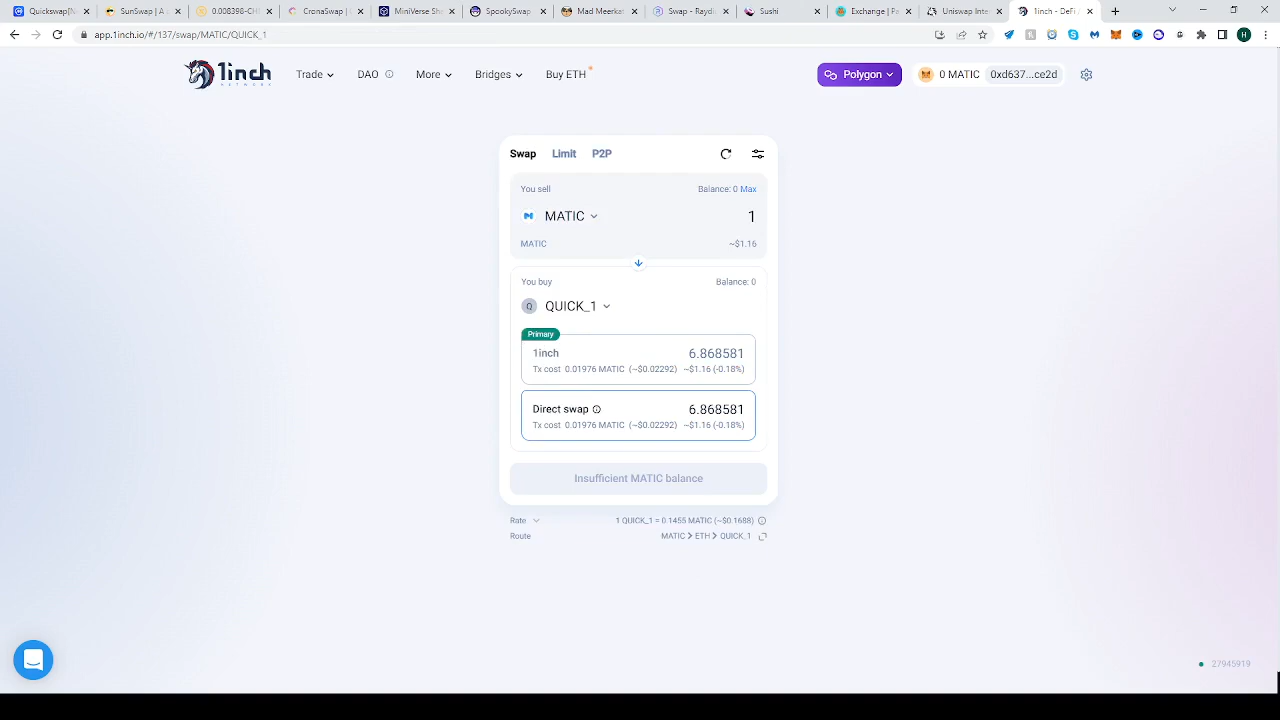 Quickswap[N
SunSwap | A
0.008398-CH
CronaSwap |
MiniVerse She
SpookySwap
Mad Meerkat
Swap - Raydi
Sushi
Exchange | Pa
Uniswap Inter
1inch - DeFi /
app.1inch.io/#/137/swap/MATIC/QUICK_1
H
1inch
NETWORK
Trade
DAO
More
Bridges
Buy ETH
Polygon
0 MATIC
0xd637...ce2d
Swap
Limit
P2P
You sell
Balance: 0 Max
MATIC
1
MATIC
~$1.16
You buy
Balance: 0
Q
QUICK_1
Primary
1inch
6.868581
Tx cost 0.01976 MATIC (~$0.02292) ~$1.16 (-0.18%)
Direct swap
6.868581
Tx cost 0.01976 MATIC (~$0.02292) ~$1.16 (-0.18%)
Insufficient MATIC balance
Rate
1 QUICK_1 = 0.1455 MATIC (~$0.1688)
Route
MATIC > ETH > QUICK_1
27945919